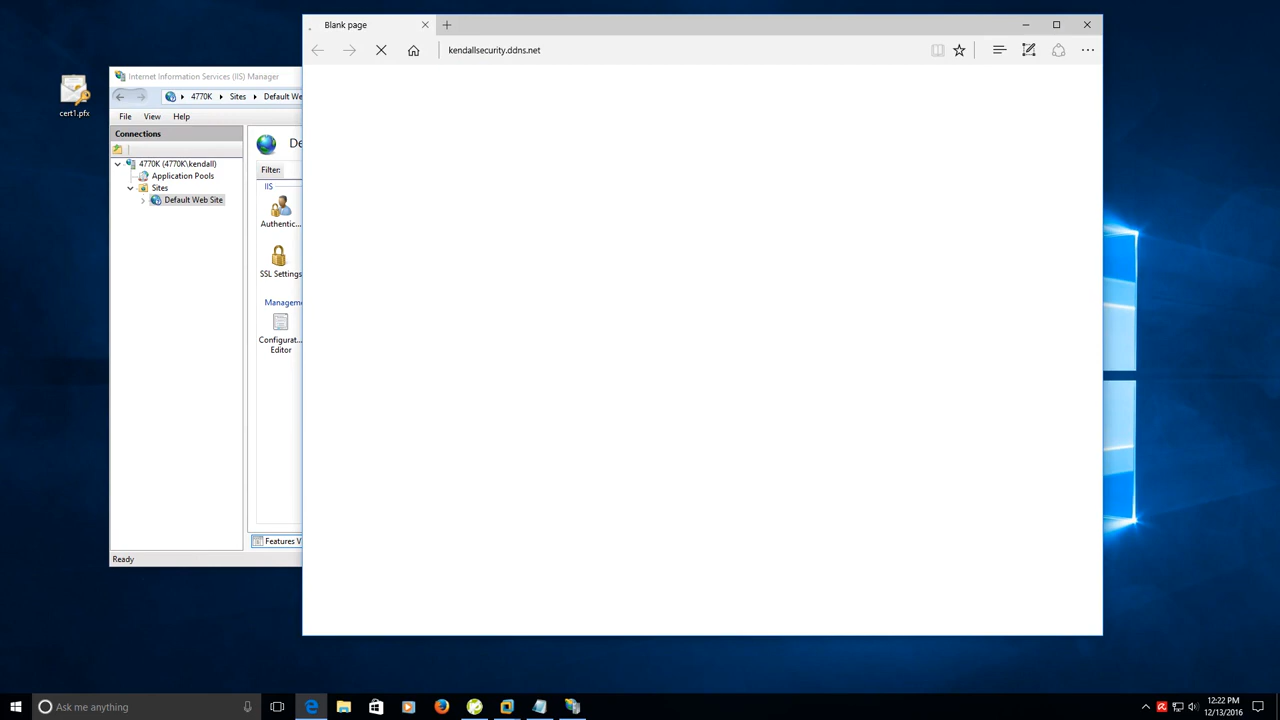 Blank page
kendallsecurity.ddns.net
cert1.pfx
Internet Information Services (IIS) Manager
4770K
Sites
Default We
File
View
Help
Connections
4770K (4770K\kendall)
Application Pools
Sites
Default Web Site
De
Filter:
IIS
Authentic...
SSL Settings
Managem
Configurat...
Editor
Features V
Ready
Ask me anything
12:22 PM
12/13/2016